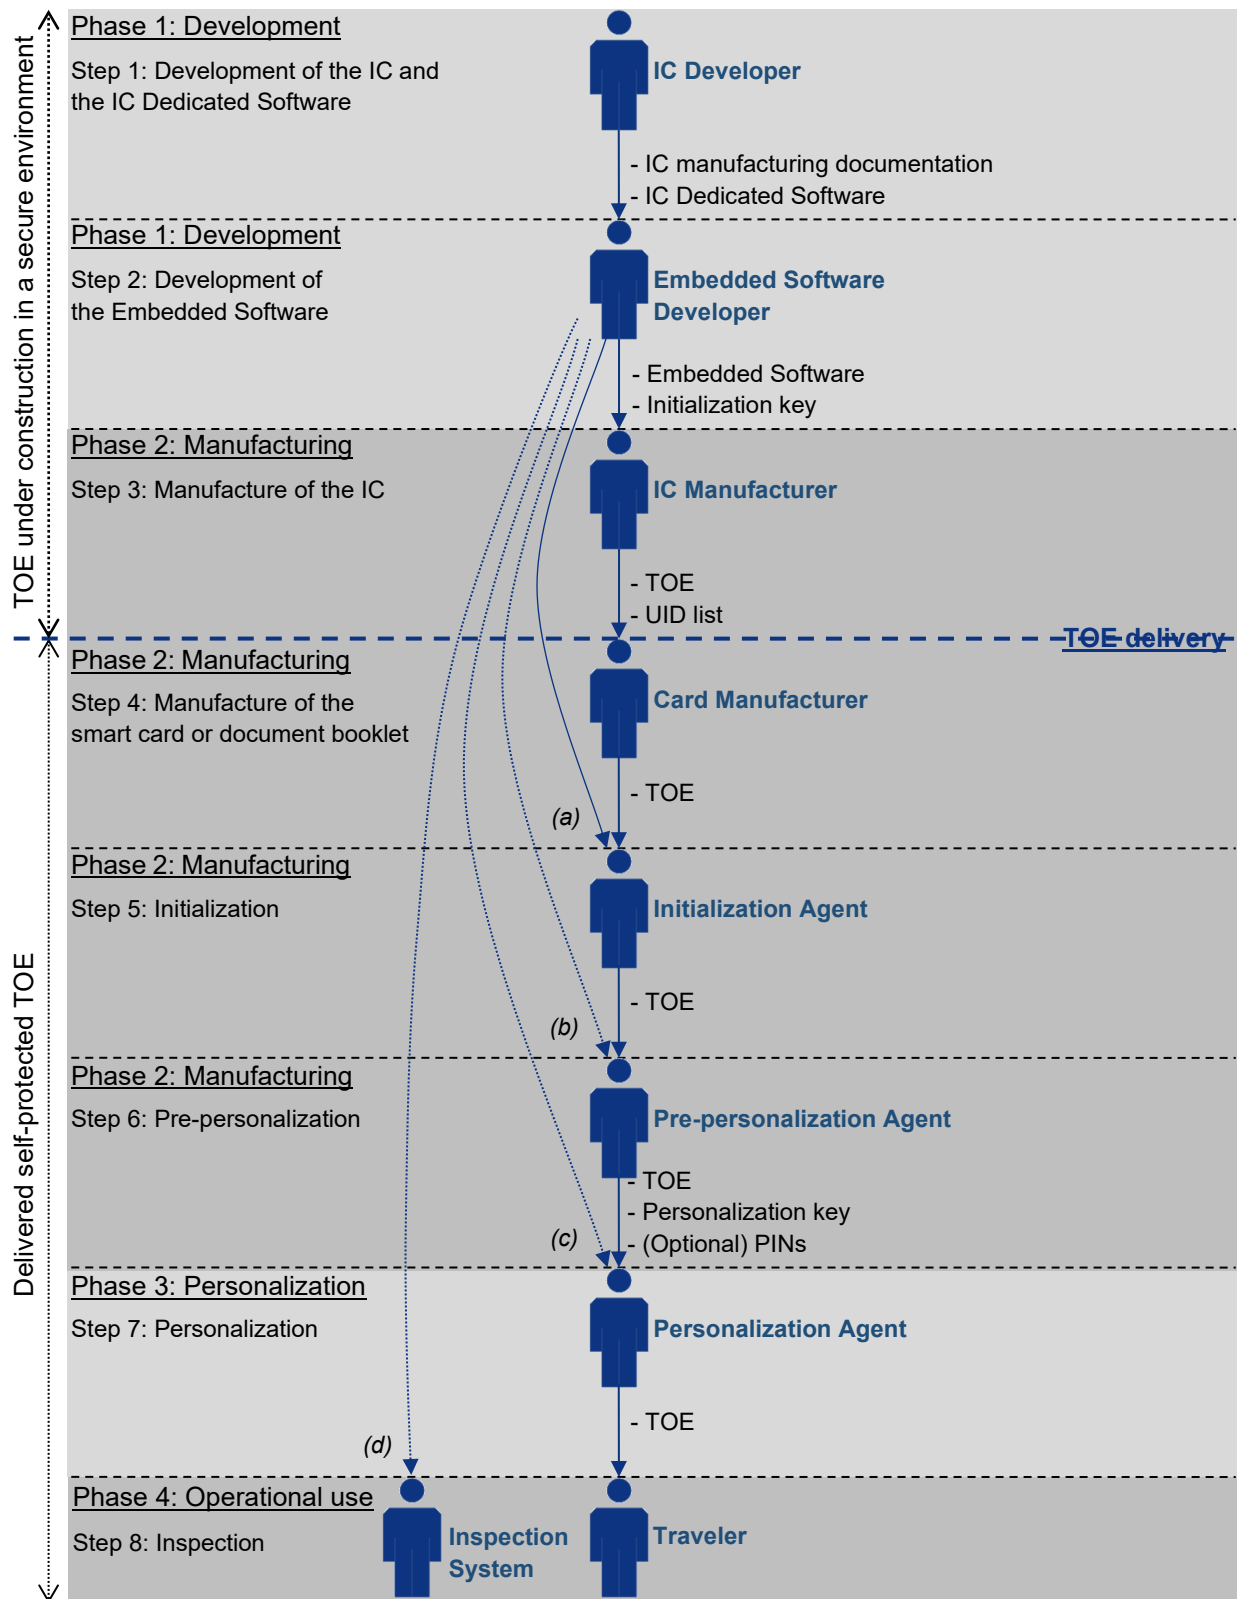 TOE under construction in a secure environment
Phase 1: Development
Step 1: Development of the IC and
the IC Dedicated Software
IC Developer
- IC manufacturing documentation
- IC Dedicated Software
Phase 1: Development
Step 2: Development of
the Embedded Software
Embedded Software
Developer
- Embedded Software
- Initialization key
Phase 2: Manufacturing
Step 3: Manufacture of the IC
IC Manufacturer
- TOE
- UID list
TOE delivery
Delivered self-protected TOE
Phase 2: Manufacturing
Step 4: Manufacture of the
smart card or document booklet
Card Manufacturer
- TOE
(a)
Phase 2: Manufacturing
Step 5: Initialization
Initialization Agent
- TOE
(b)
Phase 2: Manufacturing
Step 6: Pre-personalization
Pre-personalization Agent
- TOE
- Personalization key
- (Optional) PINs
(c)
Phase 3: Personalization
Step 7: Personalization
Personalization Agent
- TOE
(d)
Phase 4: Operational use
Step 8: Inspection
Inspection
System
Traveler